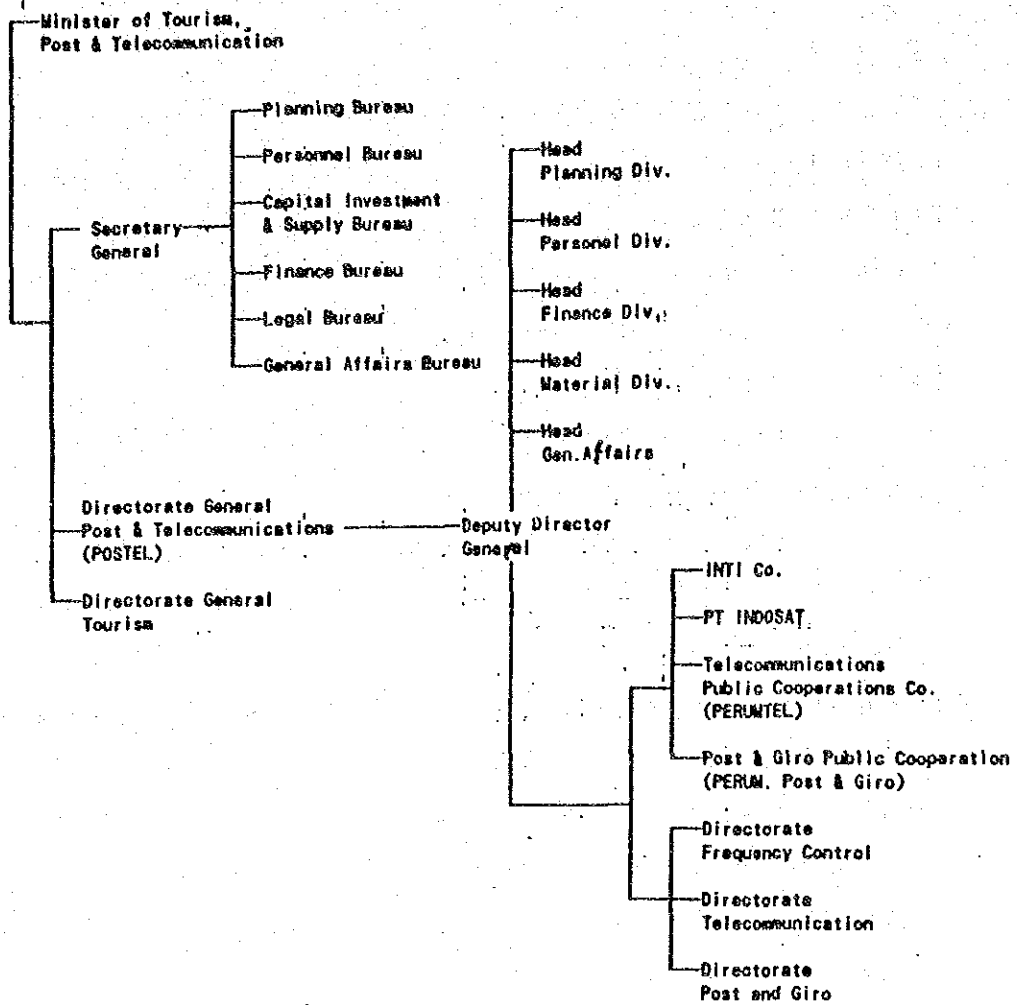 Minister of Tourism,
Post & Telecommunication
Planning Bureau
Personnel Bureau
Capital Investment
& Supply Bureau
Finance Bureau
Legal Bureau
General Affairs Bureau
Secretary
General
Head
Planning Div.
Head
Personel Div.
Head
Finance Div.
Head
Material Div.
Head
Gen.Affairs
Directorate General
Post & Telecommunications
(POSTEL)
Deputy Director
General
Directorate General
Tourism
INTI Co.
PT INDOSAT
Telecommunications
Public Cooperations Co.
(PERUMTEL)
Post & Giro Public Cooperation
(PERUM. Post & Giro)
Directorate
Frequency Control
Directorate
Telecommunication
Directorate
Post and Giro